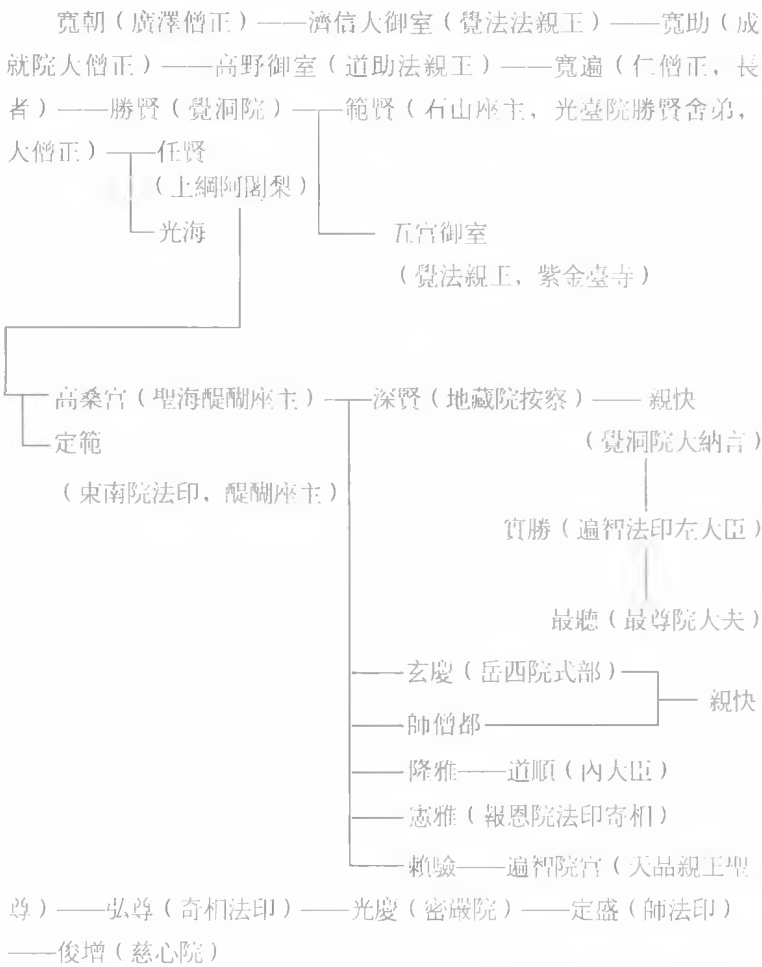 寬朝（廣澤僧正）——濟信大御室（覺法法親王）——寬助（成
就院大僧正）——高野御室（道助法親王）——寬遍（仁僧正，長
者）——勝賢（覺洞院）——範賢（石山座主，光臺院勝賢舍弟，
大僧正）——任賢
（上綱阿闍梨）
光海
五宮御室
（覺法親王，紫金臺寺）
高桑宮（聖海醍醐座主）——深賢（地藏院按察）——親快
定範
（覺洞院大納言）
（東南院法印，醍醐座主）
實勝（遍智法印左大臣）
最聽（最尊院大夫）
玄慶（岳西院式部）
親快
帥僧都
隆雅——道順（內大臣）
憲雅（報恩院法印寄相）
賴驗——遍智院宮（天品親王聖
尊）——弘尊（奇相法印）——光慶（密嚴院）——定盛（師法印）
——俊增（慈心院）